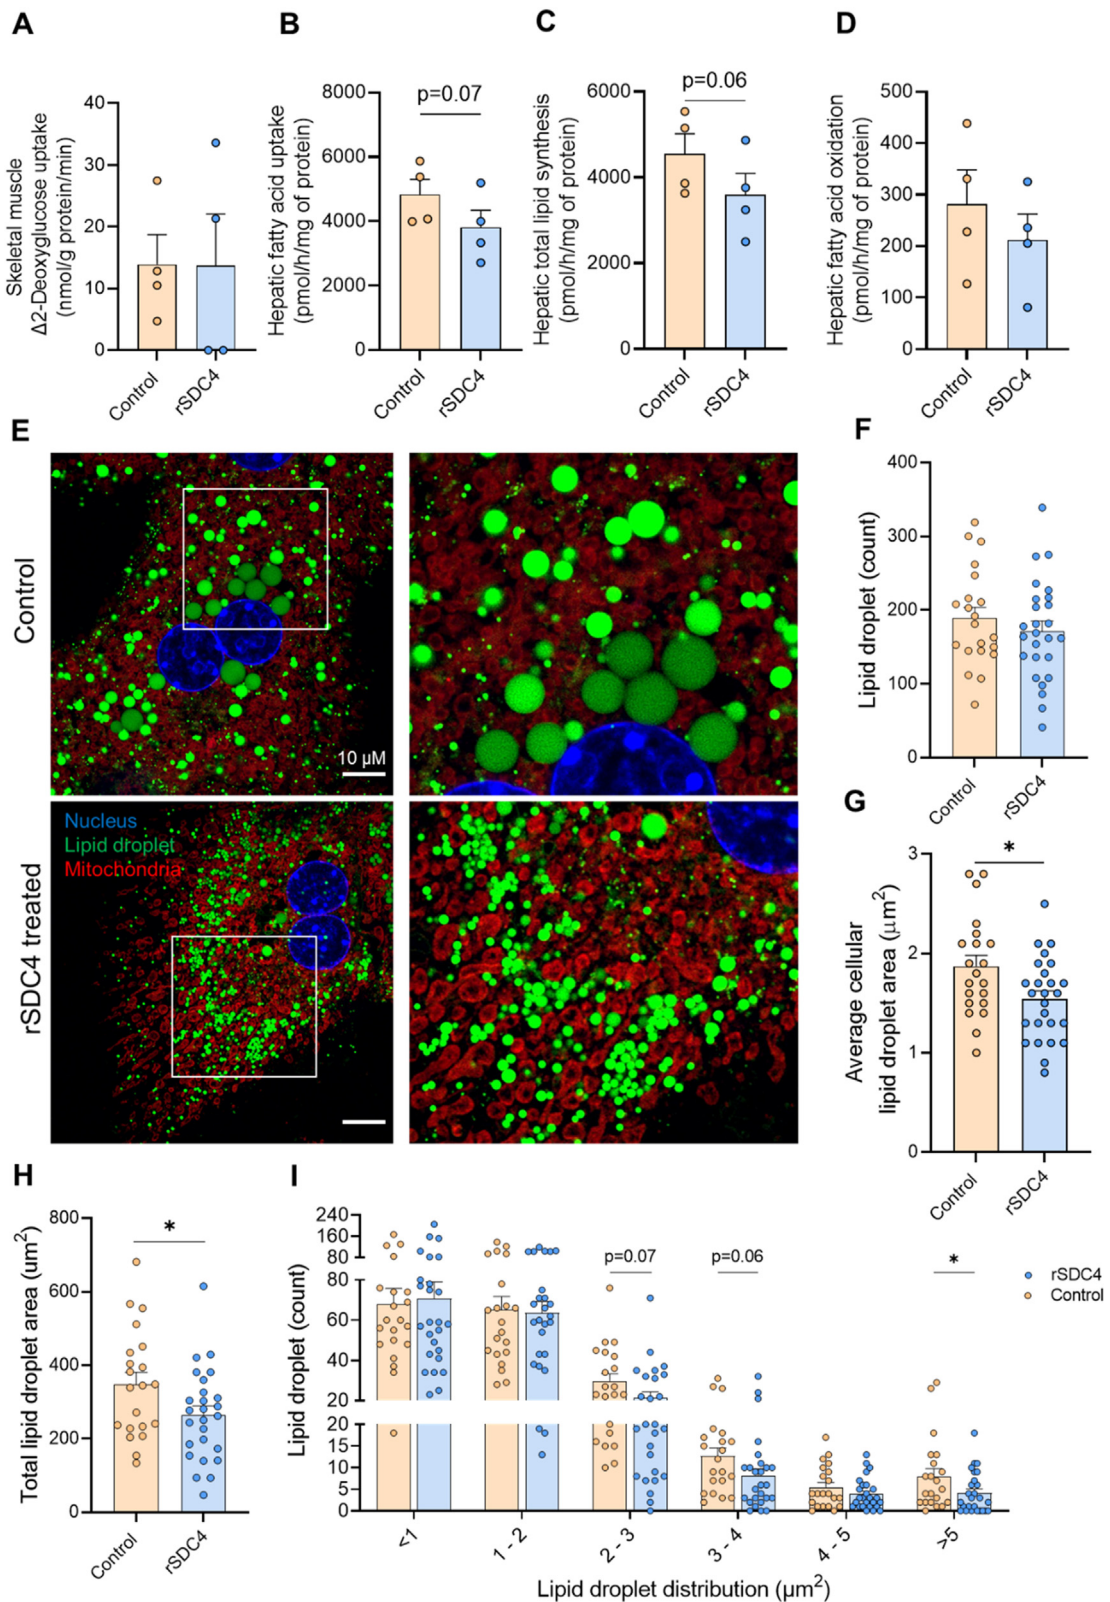 A
Skeletal muscle
Δ2-Deoxyglucose uptake
(nmol/g protein/min)
40
30
20
10
0
Control
rSDC4
B
Hepatic fatty acid uptake
(pmol/h/mg of protein)
8000
6000
4000
2000
0
p=0.07
Control
rSDC4
C
Hepatic total lipid synthesis
(pmol/h/mg of protein)
6000
4000
2000
0
p=0.06
Control
rSDC4
D
Hepatic fatty acid oxidation
(pmol/h/mg of protein)
500
400
300
200
100
0
Control
rSDC4
E
Control
10 µM
rSDC4 treated
Nucleus
Lipid droplet
Mitochondria
F
Lipid droplet (count)
400
300
200
100
0
Control
rSDC4
G
Average cellular
lipid droplet area (µm²)
3
2
1
0
*
Control
rSDC4
H
Total lipid droplet area (um²)
800
600
400
200
0
*
Control
rSDC4
I
Lipid droplet (count)
240
160
80
80
60
40
20
20
15
10
5
0
p=0.07
p=0.06
*
rSDC4
Control
<1
1 - 2
2 - 3
3 - 4
4 - 5
>5
Lipid droplet distribution (µm²)